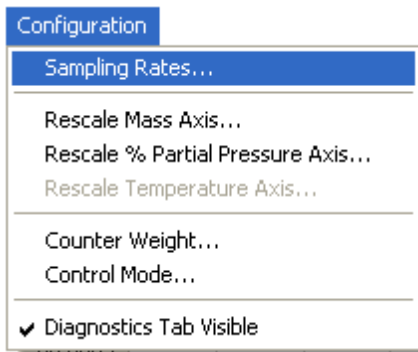 Configuration
Sampling Rates...
Rescale Mass Axis...
Rescale % Partial Pressure Axis...
Rescale Temperature Axis...
Counter Weight...
Control Mode...
Diagnostics Tab Visible